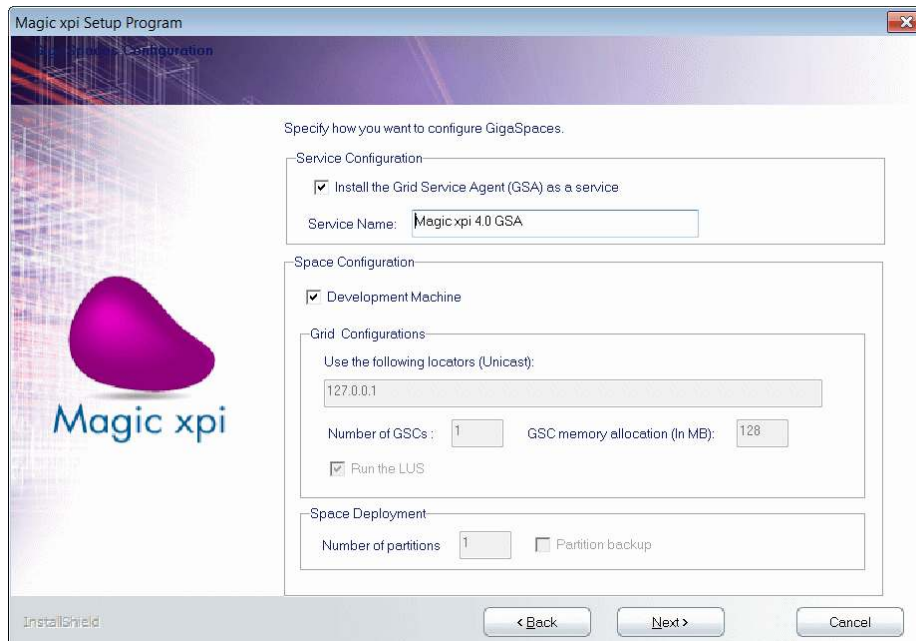 Magic xpi Setup Program
GigaSpaces Configuration
Specify how you want to configure GigaSpaces.
Service Configuration
Install the Grid Service Agent (GSA) as a service
Service Name: Magic xpi 4.0 GSA
Space Configuration
Development Machine
Grid Configurations
Use the following locators (Unicast):
127.0.0.1
Number of GSCs : 1 GSC memory allocation (In MB): 128
Run the LUS
Space Deployment
Number of partitions 1 Partition backup
Magic xpi
InstallShield
< Back Next > Cancel